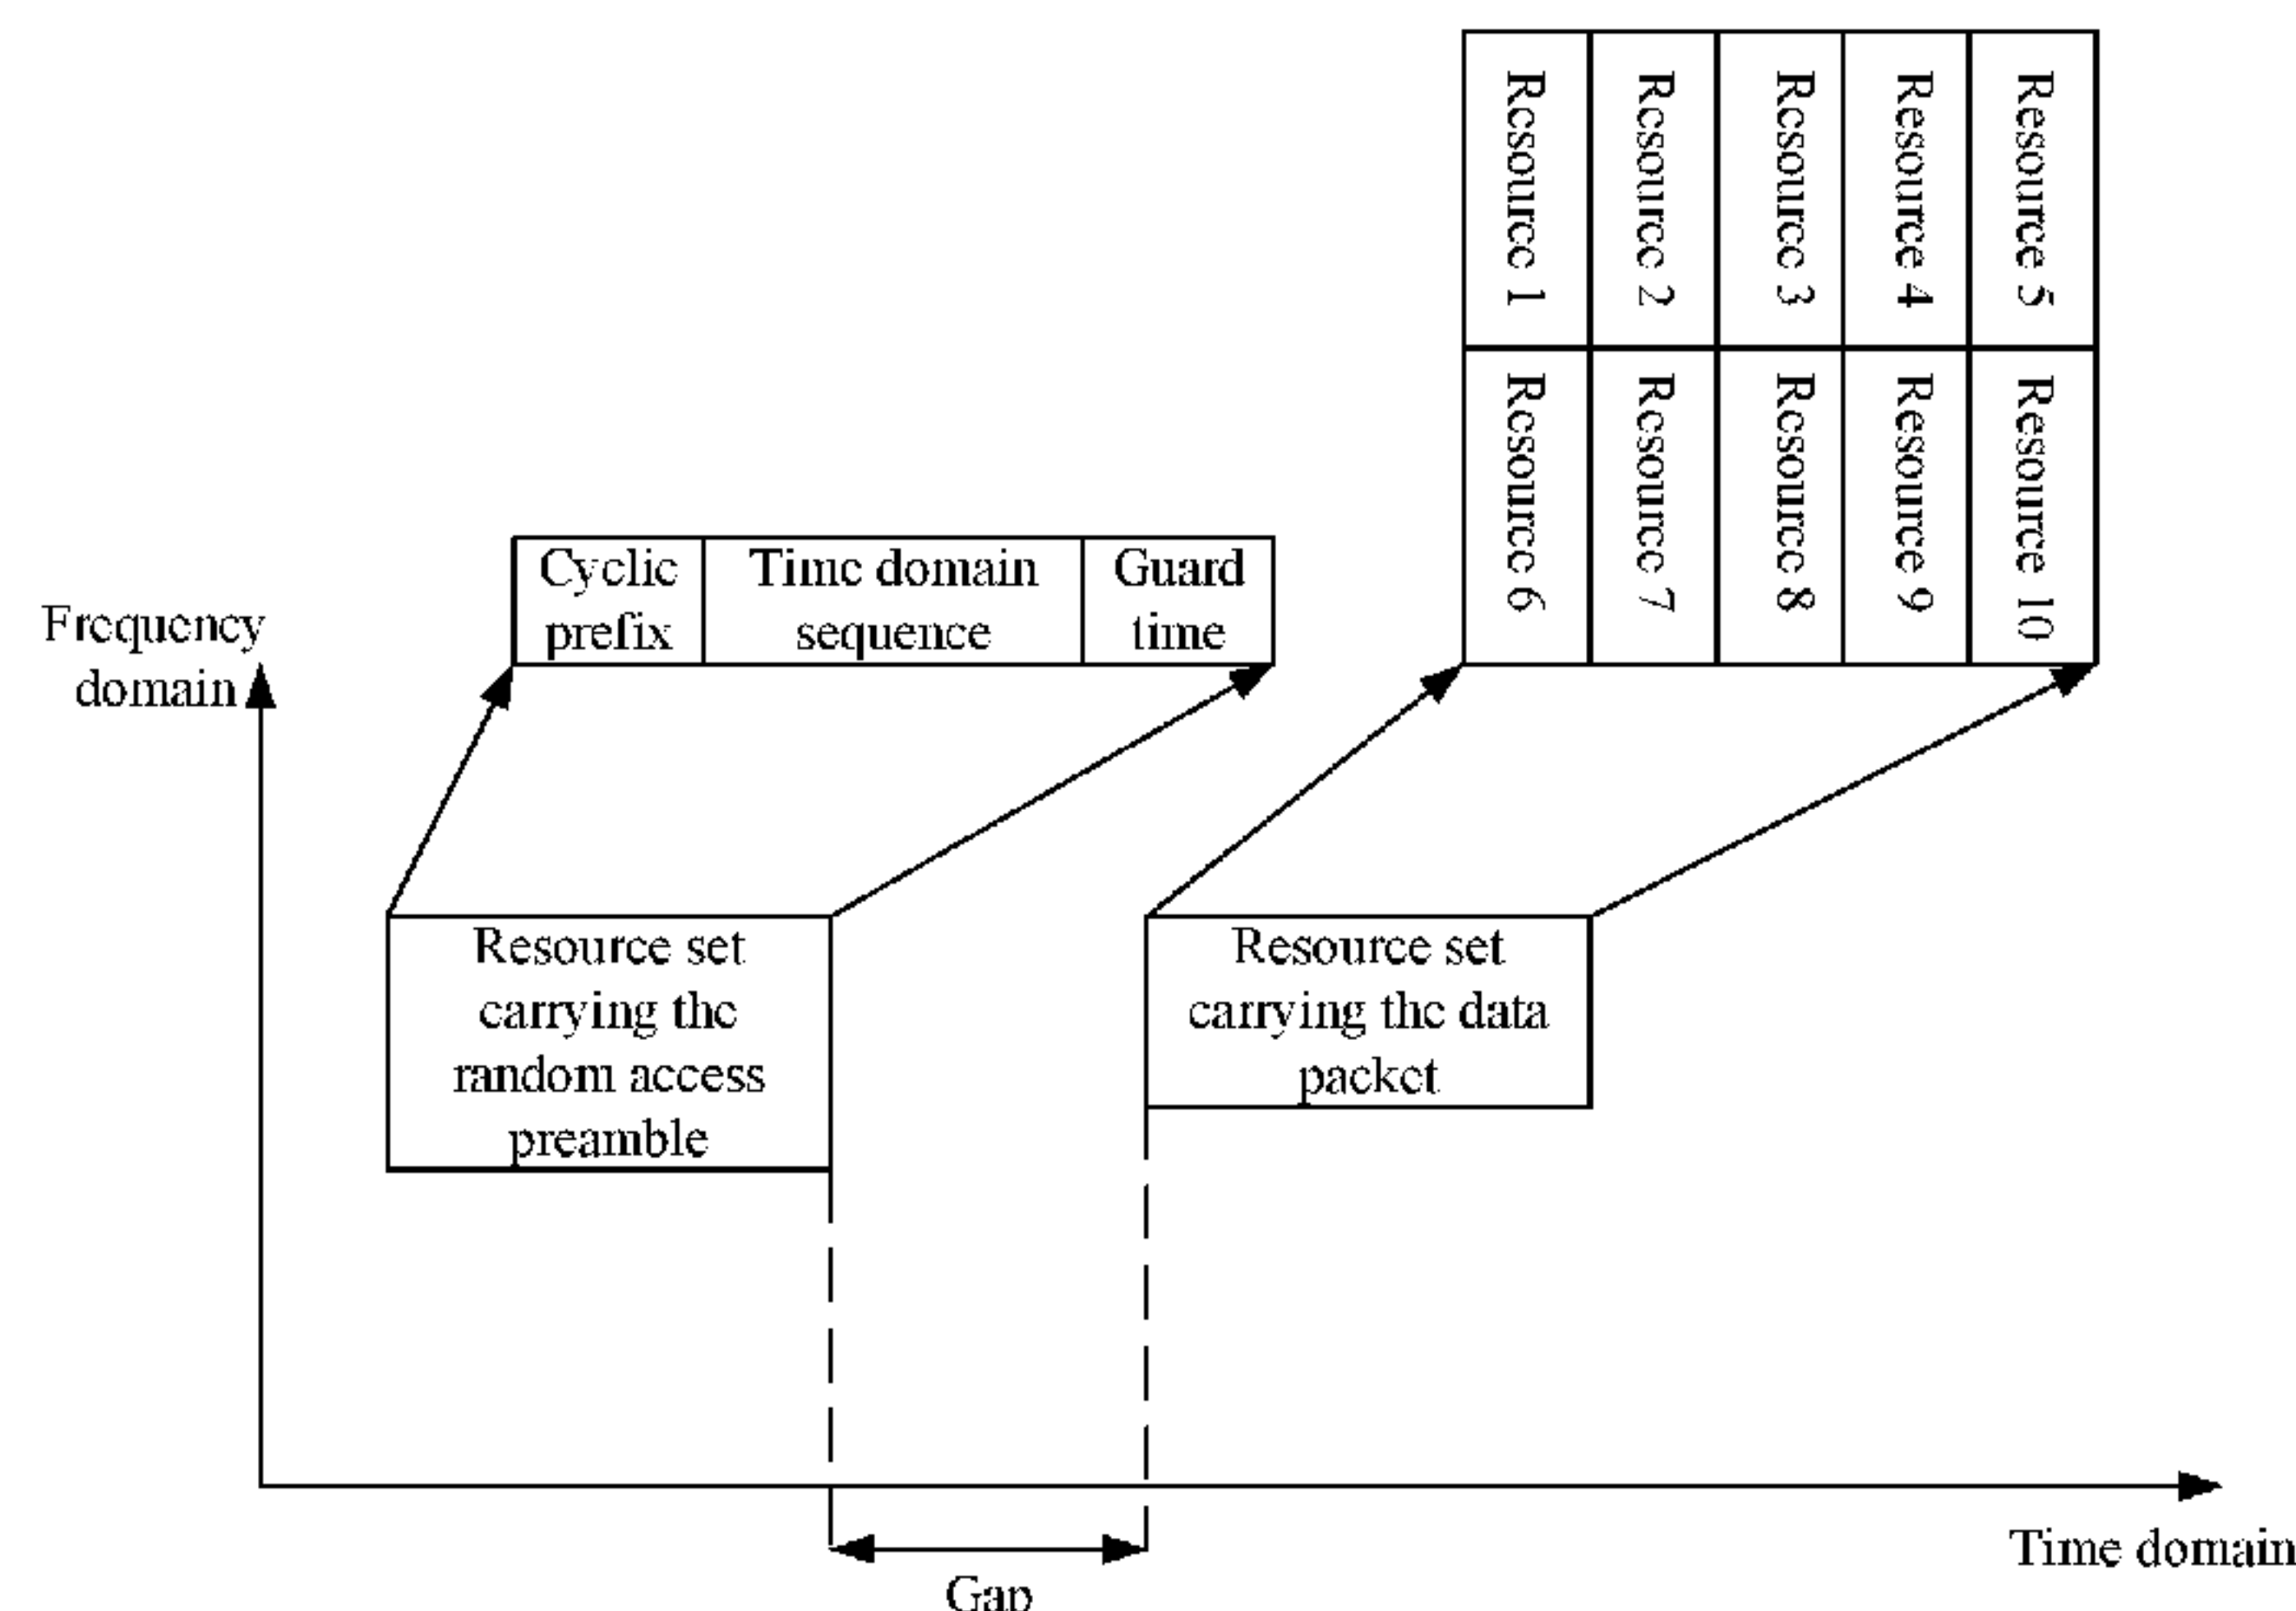 Resource 1
Resource 2
Resource 3
Resource 4
Resource 5
Resource 6
Resource 7
Resource 8
Resource 9
Resource 10
Cyclic
prefix
Time domain
sequence
Guard
time
Frequency
domain
Resource set
carrying the
random access
preamble
Resource set
carrying the data
packet
Time domain
Gap